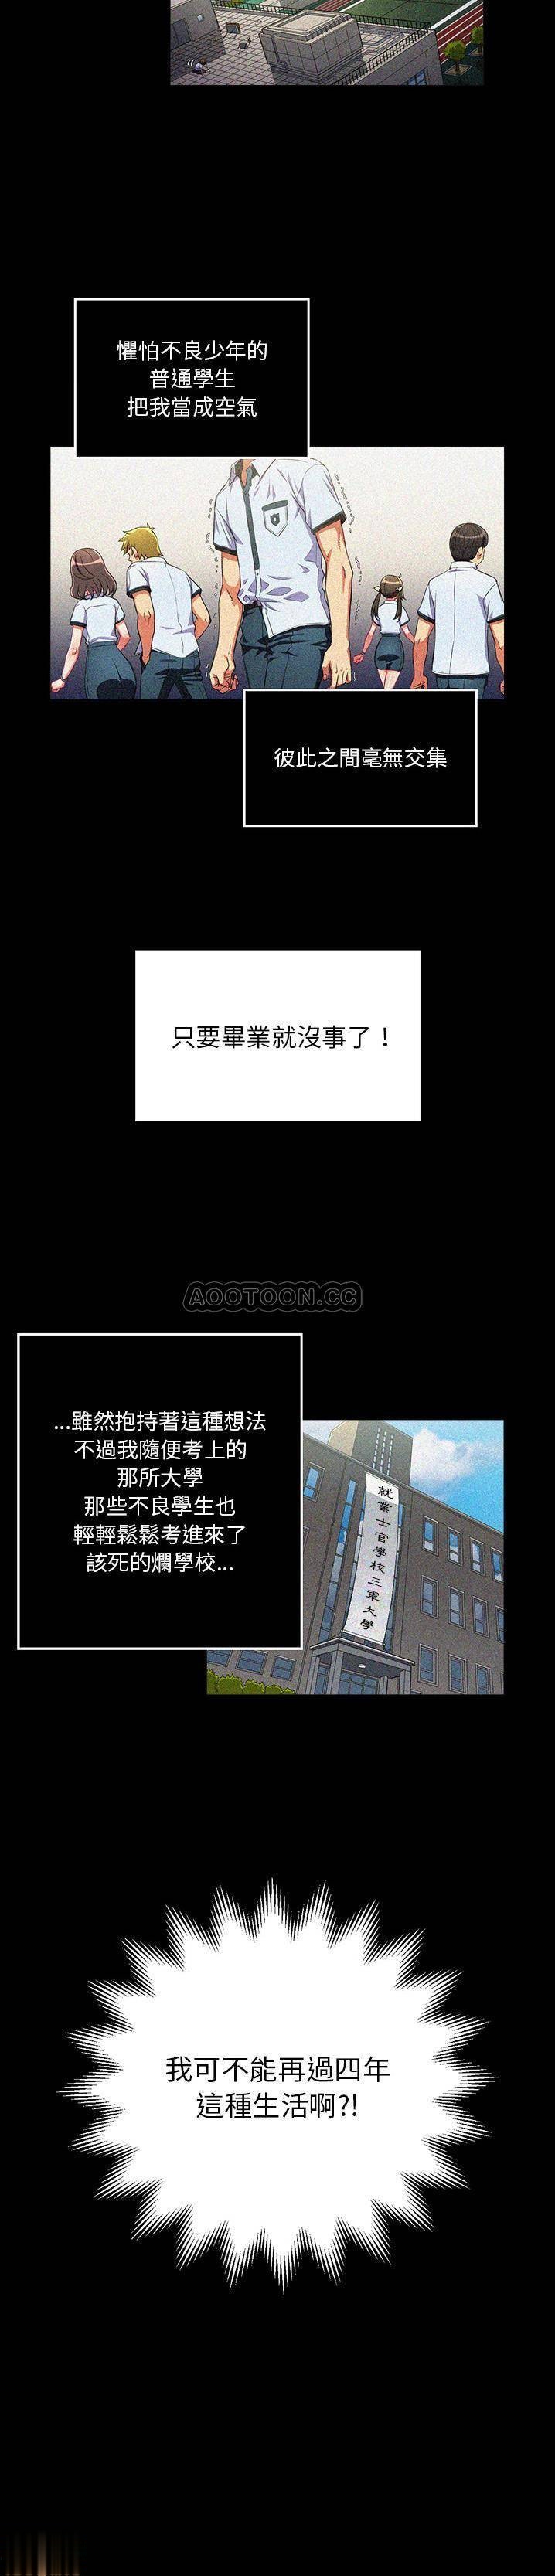 懼怕不良少年的
普通學生
把我當成空氣
彼此之間毫無交集
只要畢業就沒事了！
AOOTOON.CC
...雖然抱持著這種想法
不過我隨便考上的
那所大學
那些不良學生也
輕輕鬆鬆考進來了
該死的爛學校...
就業士官學校三軍大學
我可不能再過四年
這種生活啊?!